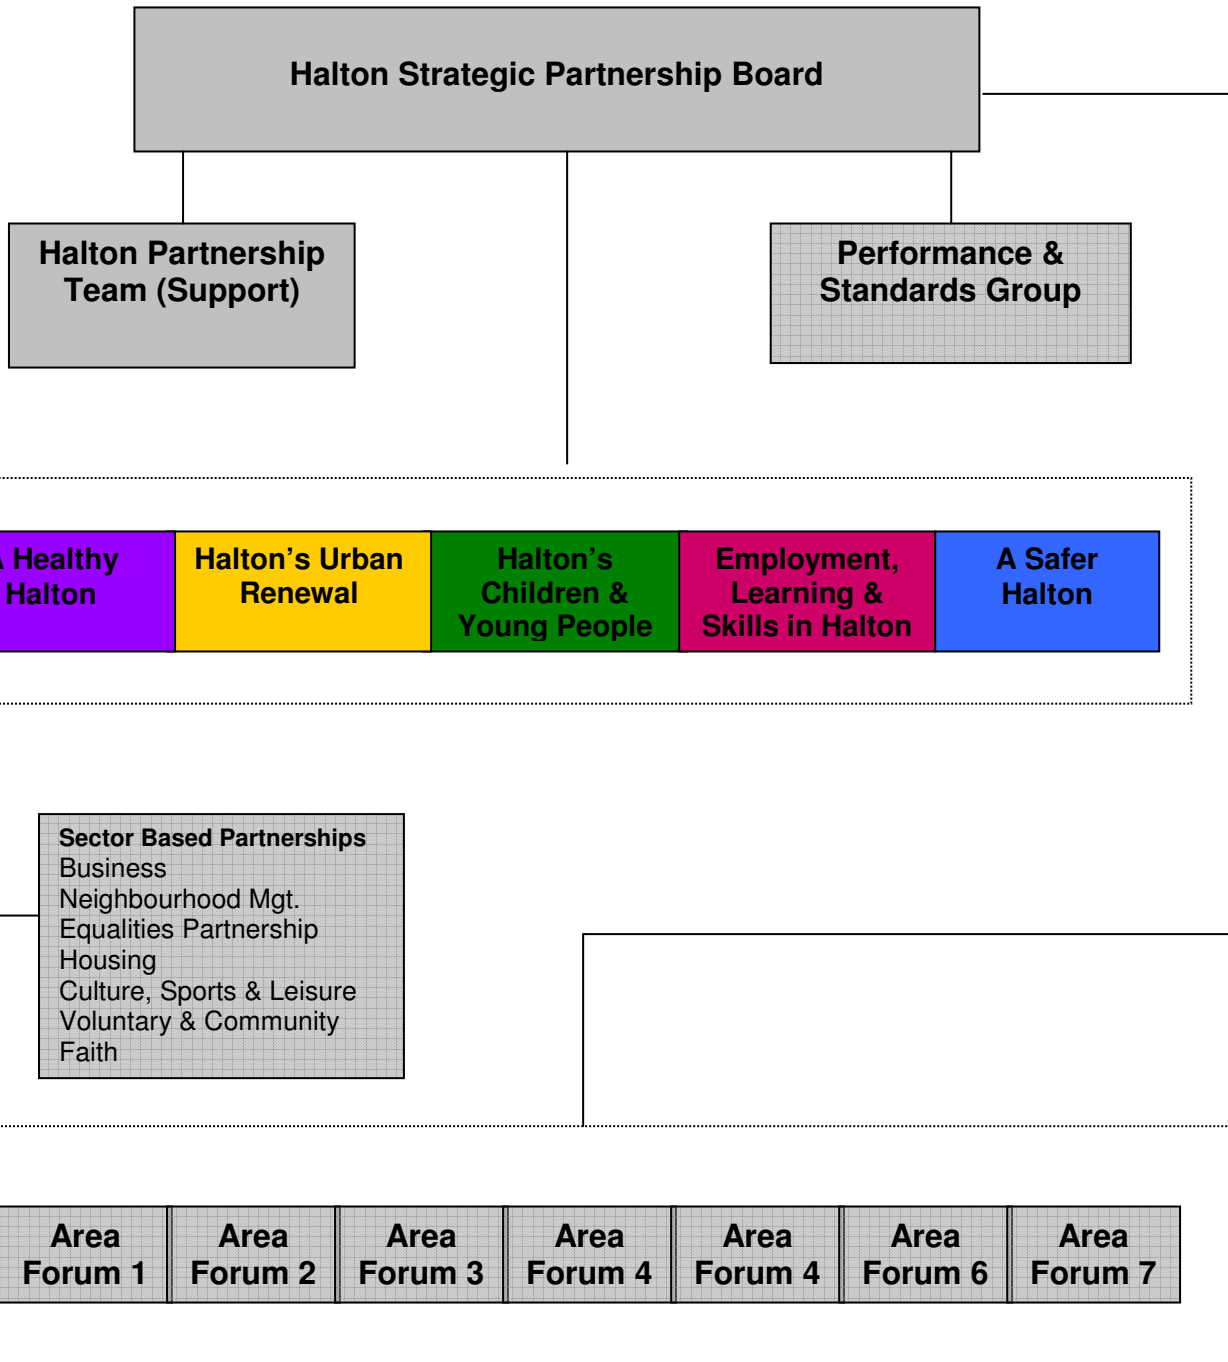 Halton Strategic Partnership Board
Halton Partnership
Team (Support)
Performance &
Standards Group
A Healthy
Halton
Halton’s Urban
Renewal
Halton’s
Children &
Young People
Employment,
Learning &
Skills in Halton
A Safer
Halton
Sector Based Partnerships
Business
Neighbourhood Mgt.
Equalities Partnership
Housing
Culture, Sports & Leisure
Voluntary & Community
Faith
Area
Forum 1
Area
Forum 2
Area
Forum 3
Area
Forum 4
Area
Forum 4
Area
Forum 6
Area
Forum 7